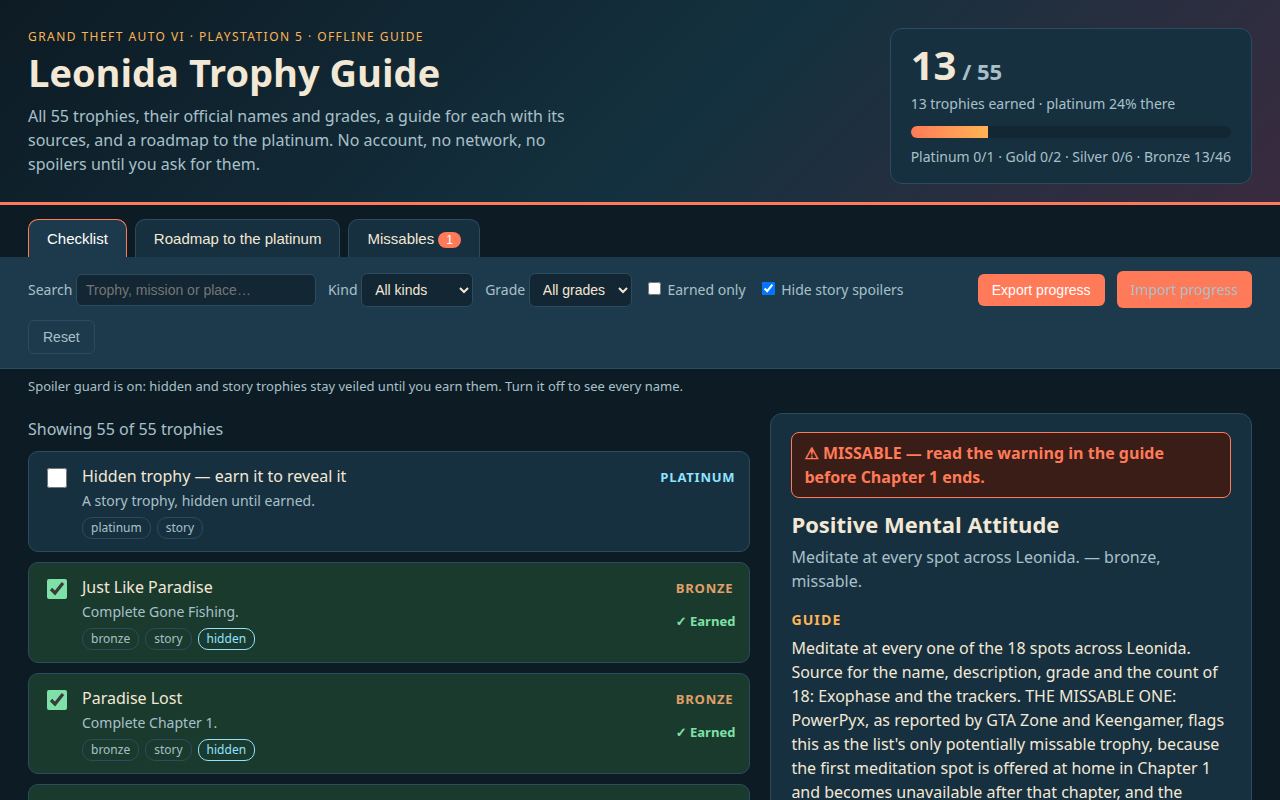 GRAND THEFT AUTO VI · PLAYSTATION 5 · OFFLINE GUIDE
Leonida Trophy Guide
All 55 trophies, their official names and grades, a guide for each with its
sources, and a roadmap to the platinum. No account, no network, no
spoilers until you ask for them.
13 / 55
13 trophies earned · platinum 24% there
Platinum 0/1 · Gold 0/2 · Silver 0/6 · Bronze 13/46
Checklist
Roadmap to the platinum
Missables 1
Search Trophy, mission or place… Kind All kinds Grade All grades Earned only Hide story spoilers Export progress Import progress
Reset
Spoiler guard is on: hidden and story trophies stay veiled until you earn them. Turn it off to see every name.
Showing 55 of 55 trophies
Hidden trophy — earn it to reveal it
PLATINUM
A story trophy, hidden until earned.
platinum story
Just Like Paradise
BRONZE
Complete Gone Fishing.
✓ Earned
bronze story hidden
Paradise Lost
BRONZE
Complete Chapter 1.
✓ Earned
bronze story hidden
⚠ MISSABLE — read the warning in the guide
before Chapter 1 ends.
Positive Mental Attitude
Meditate at every spot across Leonida. — bronze,
missable.
GUIDE
Meditate at every one of the 18 spots across Leonida.
Source for the name, description, grade and the count of
18: Exophase and the trackers. THE MISSABLE ONE:
PowerPyx, as reported by GTA Zone and Keengamer, flags
this as the list's only potentially missable trophy, because
the first meditation spot is offered at home in Chapter 1
and becomes unavailable after that chapter, and the